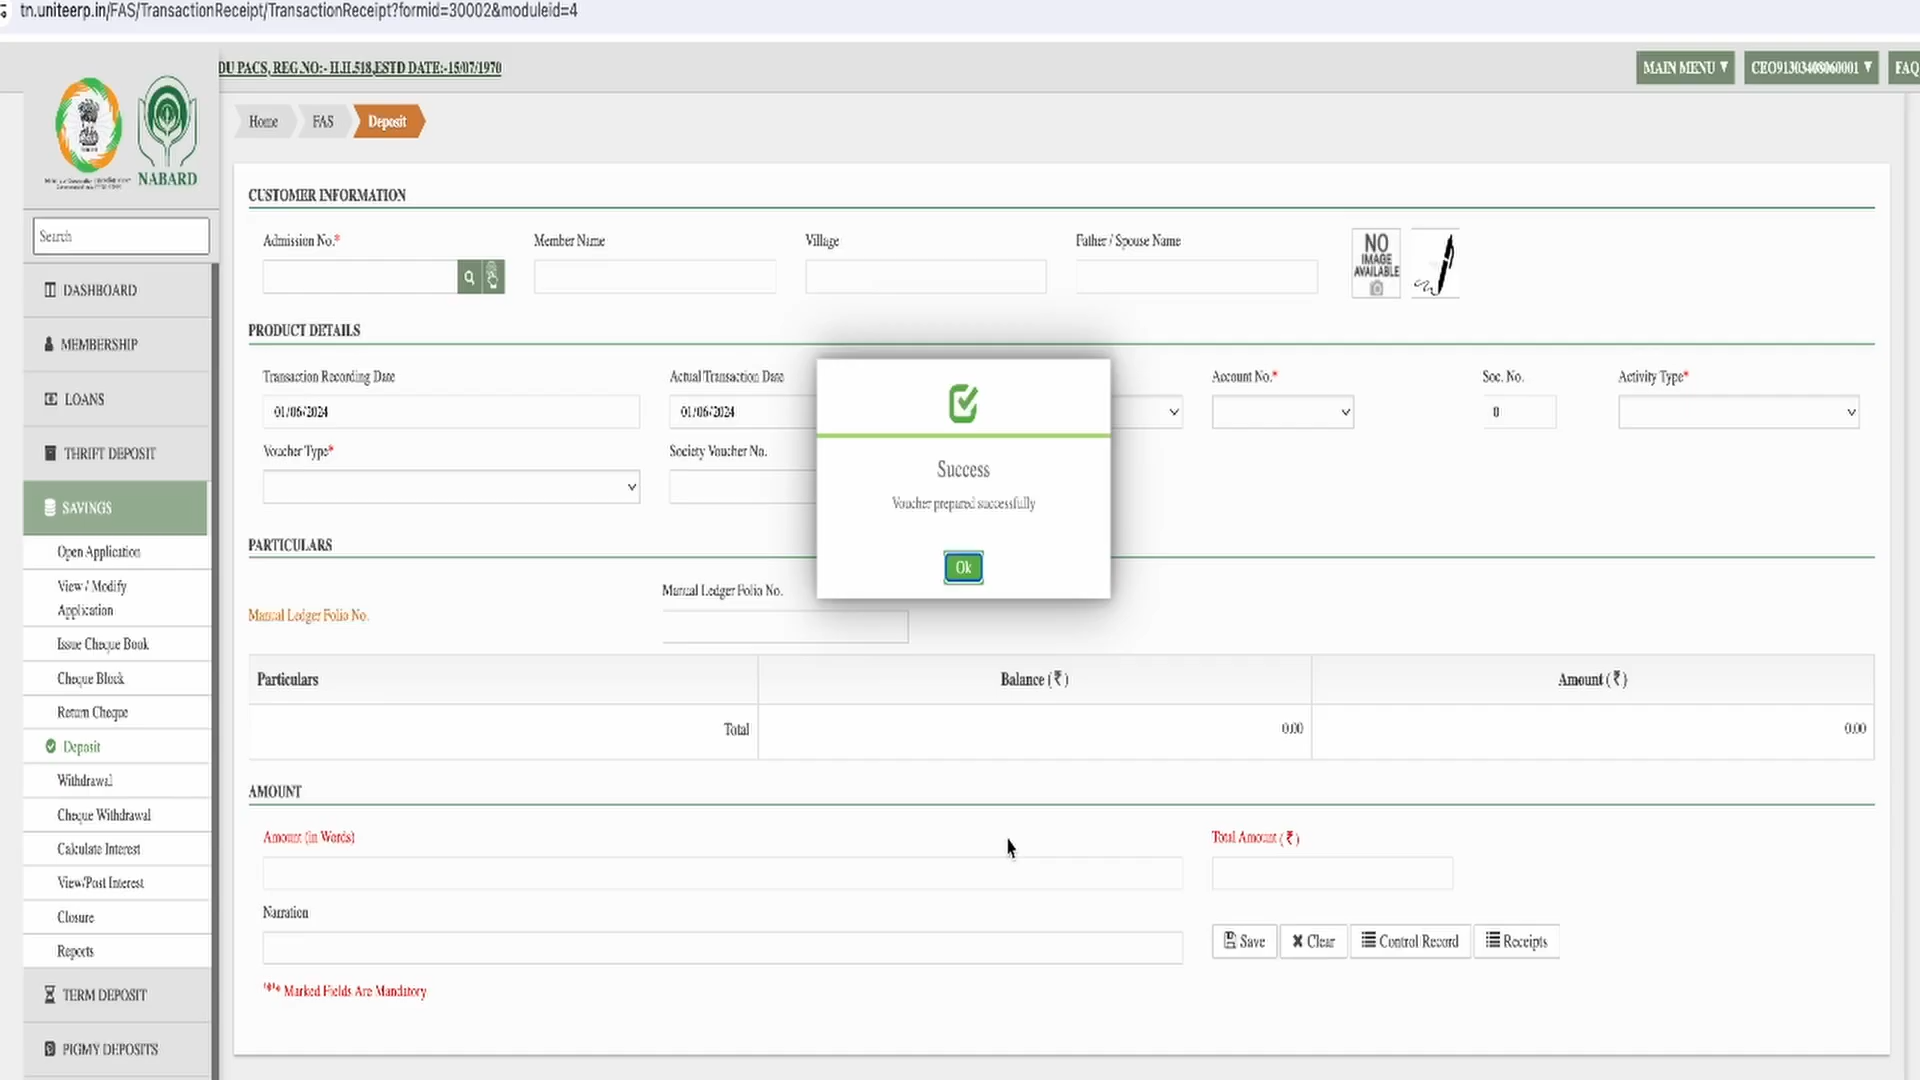 tn.uniteerp.in/FAS/TransactionReceipt/TransactionReceipt?formid=30002&moduleid=4
DU PACS, REG.NO:- H.H.518,ESTD DATE:-15/07/1970
MAIN MENU ▼
CEO91303408060001 ▼
FAQ
NABARD
Search
DASHBOARD
MEMBERSHIP
LOANS
THRIFT DEPOSIT
SAVINGS
Open Application
View / Modify
Application
Issue Cheque Book
Cheque Block
Return Cheque
Deposit
Withdrawal
Cheque Withdrawal
Calculate Interest
View/Post Interest
Closure
Reports
TERM DEPOSIT
PIGMY DEPOSITS
Home
FAS
Deposit
CUSTOMER INFORMATION
Admission No.*
Member Name
Village
Father / Spouse Name
NO
IMAGE
AVAILABLE
PRODUCT DETAILS
Transaction Recording Date
Actual Transaction Date
Account No.*
Soc. No.
Activity Type*
01/06/2024
01/06/2024
0
Voucher Type*
Society Voucher No.
Success
Voucher prepared successfully
Ok
PARTICULARS
Manual Ledger Folio No.
Manual Ledger Folio No.
Particulars
Balance ( ₹ )
Amount ( ₹ )
Total
0.00
0.00
AMOUNT
Amount (in Words)
Total Amount ( ₹ )
Narration
Save
Clear
Control Record
Receipts
'*'* Marked Fields Are Mandatory